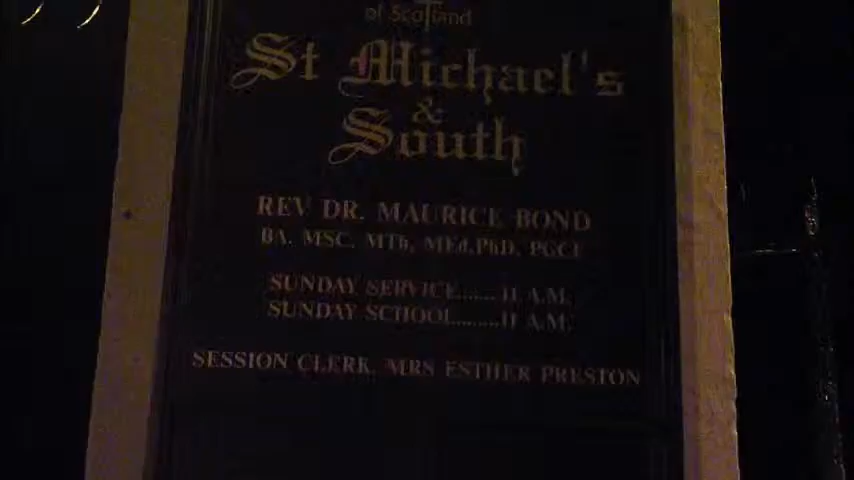 of Scotland
St Michael's
&
South
REV DR. MAURICE BOND
BA. MSC. MTh, MEd.PhD, PGCE
SUNDAY SERVICE.......11 A.M.
SUNDAY SCHOOL.........11 A.M.
SESSION CLERK. MRS ESTHER PRESTON